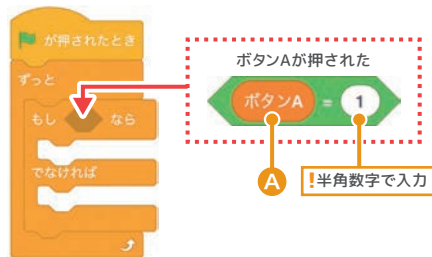 が押されたとき
ずっと
もし なら
でなければ
ボタンAが押された
ボタンA = 1
A
!半角数字で入力